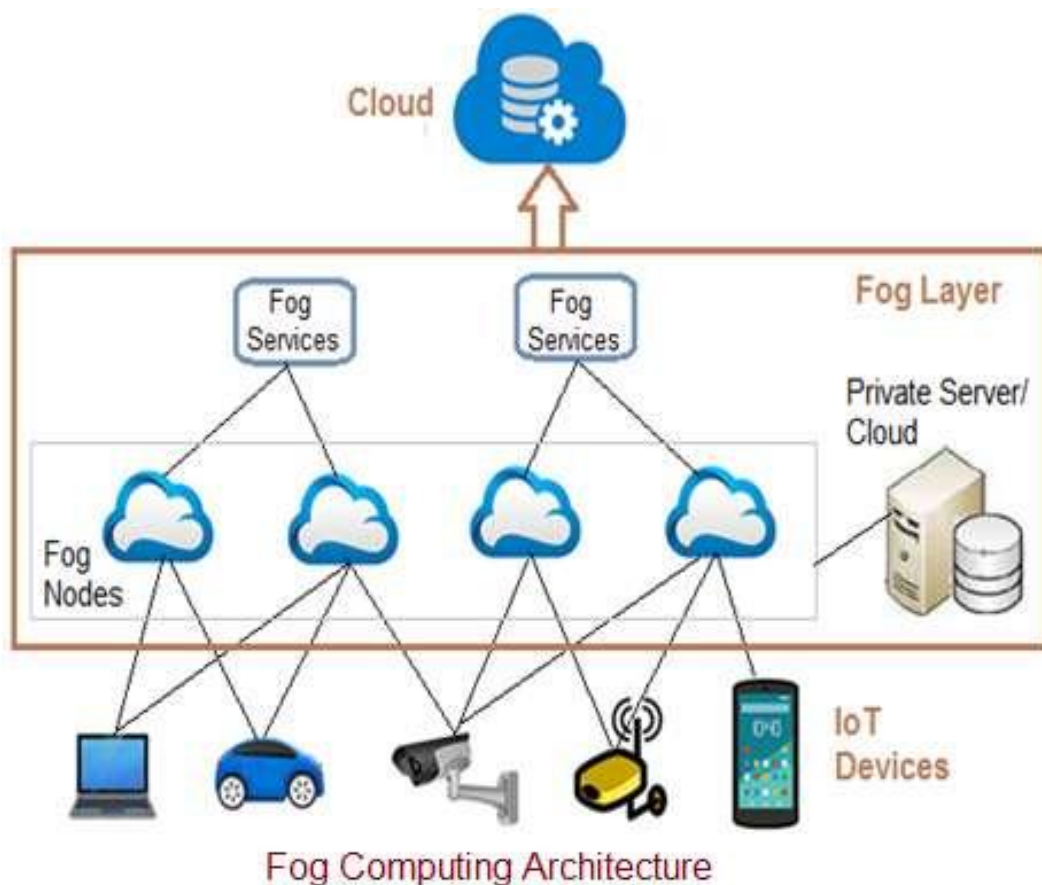 Cloud
Fog
Services
Fog
Services
Fog Layer
Private Server/
Cloud
Fog
Nodes
IoT
Devices
Fog Computing Architecture